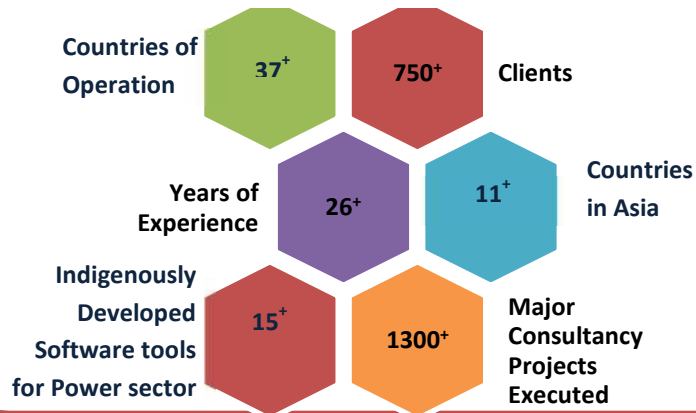 Countries of
Operation
37+
750+
Clients
Years of
Experience
26+
11+
Countries
in Asia
Indigenously
Developed
Software tools
for Power sector
15+
1300+
Major
Consultancy
Projects
Executed